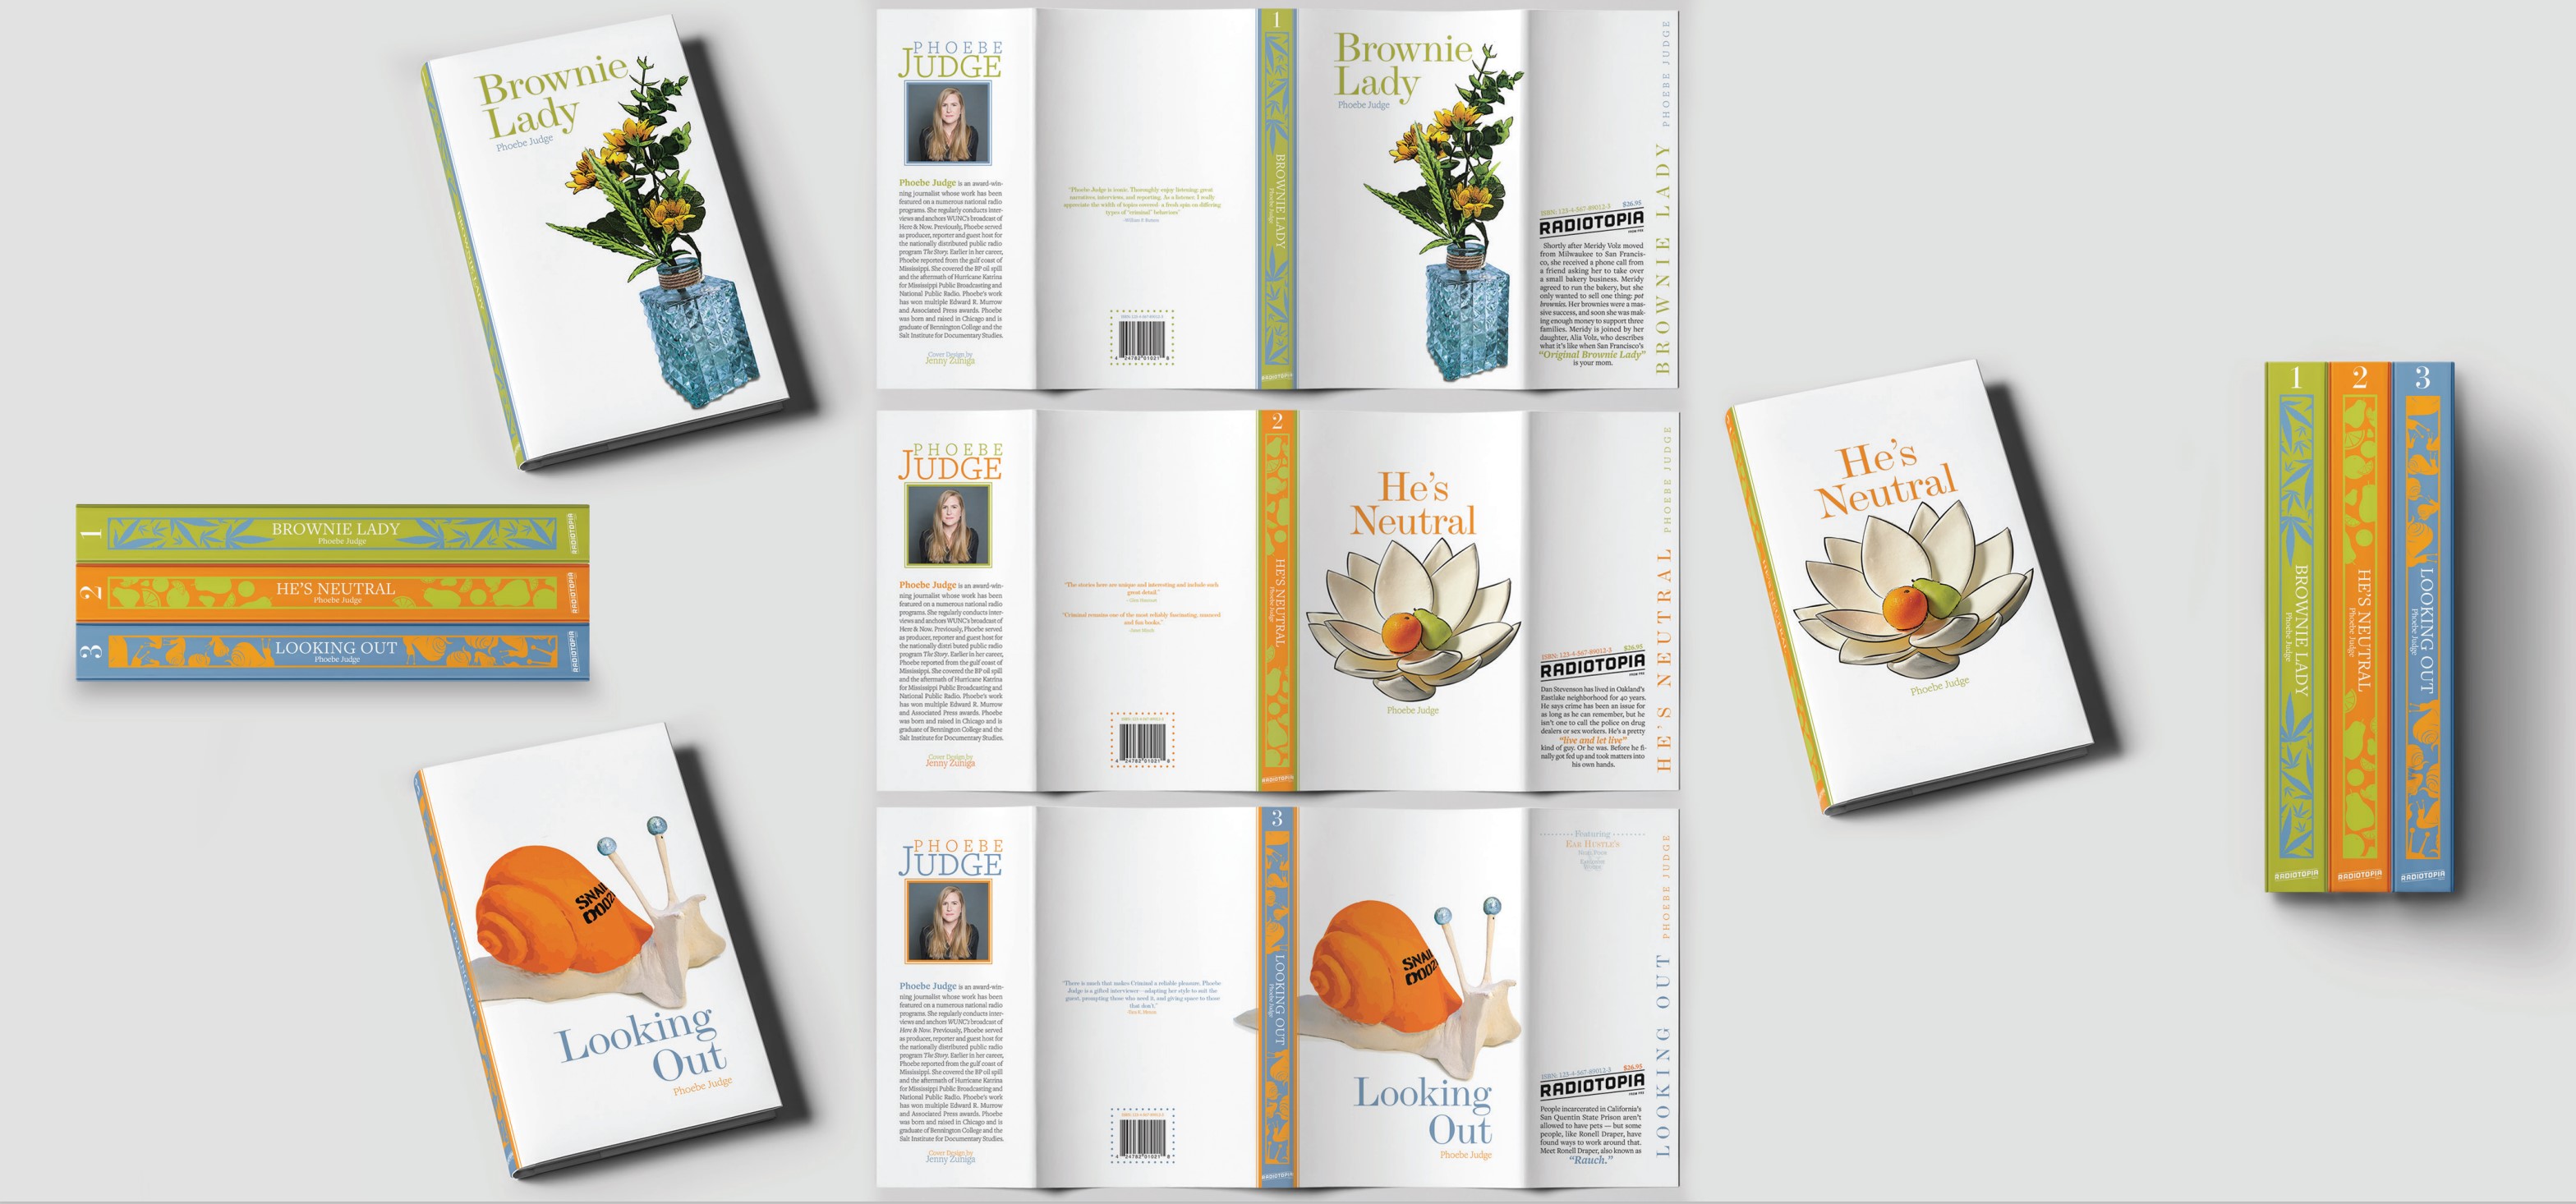 Brownie
Lady
Phoebe Judge
BROWNIE LADY
1
BROWNIE LADY
Phoebe Judge
RADIOTOPIA
2
HE'S NEUTRAL
Phoebe Judge
RADIOTOPIA
3
LOOKING OUT
Phoebe Judge
RADIOTOPIA
SNAIL
0002
Looking
Out
Phoebe Judge
PHOEBE
JUDGE
Phoebe Judge is an award-win-
ning journalist whose work has been
featured on a numerous national radio
programs. She regularly conducts inter-
views and anchors WUNC's broadcast of
Here & Now. Previously, Phoebe served
as producer, reporter and guest host for
the nationally distributed public radio
program The Story. Earlier in her career,
Phoebe reported from the gulf coast of
Mississippi. She covered the BP oil spill
and the aftermath of Hurricane Katrina
for Mississippi Public Broadcasting and
National Public Radio. Phoebe's work
has won multiple Edward R. Murrow
and Associated Press awards. Phoebe
was born and raised in Chicago and is
graduate of Bennington College and the
Salt Institute for Documentary Studies.
Cover Design by
Jenny Zuniga
"Phoebe Judge is iconic. Thoroughly enjoy listening; great
narratives, interviews, and reporting. As a listener, I really
appreciate the width of topics covered: a fresh spin on differing
types of "criminal" behaviors"
1
BROWNIE LADY
Phoebe Judge
RADIOTOPIA
Brownie
Lady
Phoebe Judge
ISBN: 123-4-567-89012-3 $26.95
RADIOTOPIA
FROM PRX
Shortly after Meridy Volz moved
from Milwaukee to San Francis-
co, she received a phone call from
a friend asking her to take over
a small bakery business. Meridy
agreed to run the bakery, but she
only wanted to sell one thing: pot
brownies. Her brownies were a mas-
sive success, and soon she was mak-
ing enough money to support three
families. Meridy is joined by her
daughter, Alia Volz, who describes
what it's like when San Francisco's
"Original Brownie Lady"
is your mom.
BROWNIE LADY PHOEBE JUDGE
PHOEBE
JUDGE
Phoebe Judge is an award-win-
ning journalist whose work has been
featured on a numerous national radio
programs. She regularly conducts inter-
views and anchors WUNC's broadcast of
Here & Now. Previously, Phoebe served
as producer, reporter and guest host for
the nationally distri buted public radio
program The Story. Earlier in her career,
Phoebe reported from the gulf coast of
Mississippi. She covered the BP oil spill
and the aftermath of Hurricane Katrina
for Mississippi Public Broadcasting and
National Public Radio. Phoebe's work
has won multiple Edward R. Murrow
and Associated Press awards. Phoebe
was born and raised in Chicago and is
graduate of Bennington College and the
Salt Institute for Documentary Studies.
Cover Design by
Jenny Zuniga
"The stories here are unique and interesting and include such
great detail."
"Criminal remains one of the most reliably fascinating, nuanced
and fun books."
2
HE'S NEUTRAL
Phoebe Judge
RADIOTOPIA
He's
Neutral
Phoebe Judge
ISBN: 123-4-567-89012-3 $26.95
RADIOTOPIA
FROM PRX
Dan Stevenson has lived in Oakland's
Eastlake neighborhood for 40 years.
He says crime has been an issue for
as long as he can remember, but he
isn't one to call the police on drug
dealers or sex workers. He's a pretty
"live and let live"
kind of guy. Or he was. Before he fi-
nally got fed up and took matters into
his own hands.
HE'S NEUTRAL PHOEBE JUDGE
PHOEBE
JUDGE
Phoebe Judge is an award-win-
ning journalist whose work has been
featured on a numerous national radio
programs. She regularly conducts inter-
views and anchors WUNC's broadcast of
Here & Now. Previously, Phoebe served
as producer, reporter and guest host for
the nationally distributed public radio
program The Story. Earlier in her career,
Phoebe reported from the gulf coast of
Mississippi. She covered the BP oil spill
and the aftermath of Hurricane Katrina
for Mississippi Public Broadcasting and
National Public Radio. Phoebe's work
has won multiple Edward R. Murrow
and Associated Press awards. Phoebe
was born and raised in Chicago and is
graduate of Bennington College and the
Salt Institute for Documentary Studies.
Cover Design by
Jenny Zuniga
"There is much that makes Criminal a reliable pleasure. Phoebe
Judge is a gifted interviewer—adapting her style to suit the
guest, prompting those who need it, and giving space to those
that don't."
3
LOOKING OUT
Phoebe Judge
RADIOTOPIA
SNAIL
0002
Looking
Out
Phoebe Judge
Featuring
EAR HUSTLE'S
ISBN: 123-4-567-89012-3 $26.95
RADIOTOPIA
FROM PRX
People incarcerated in California's
San Quentin State Prison aren't
allowed to have pets — but some
people, like Ronell Draper, have
found ways to work around that.
Meet Ronell Draper, also known as
"Rauch."
LOOKING OUT PHOEBE JUDGE
He's
Neutral
Phoebe Judge
HE'S NEUTRAL
1
BROWNIE LADY
Phoebe Judge
RADIOTOPIA
2
HE'S NEUTRAL
Phoebe Judge
RADIOTOPIA
3
LOOKING OUT
Phoebe Judge
RADIOTOPIA